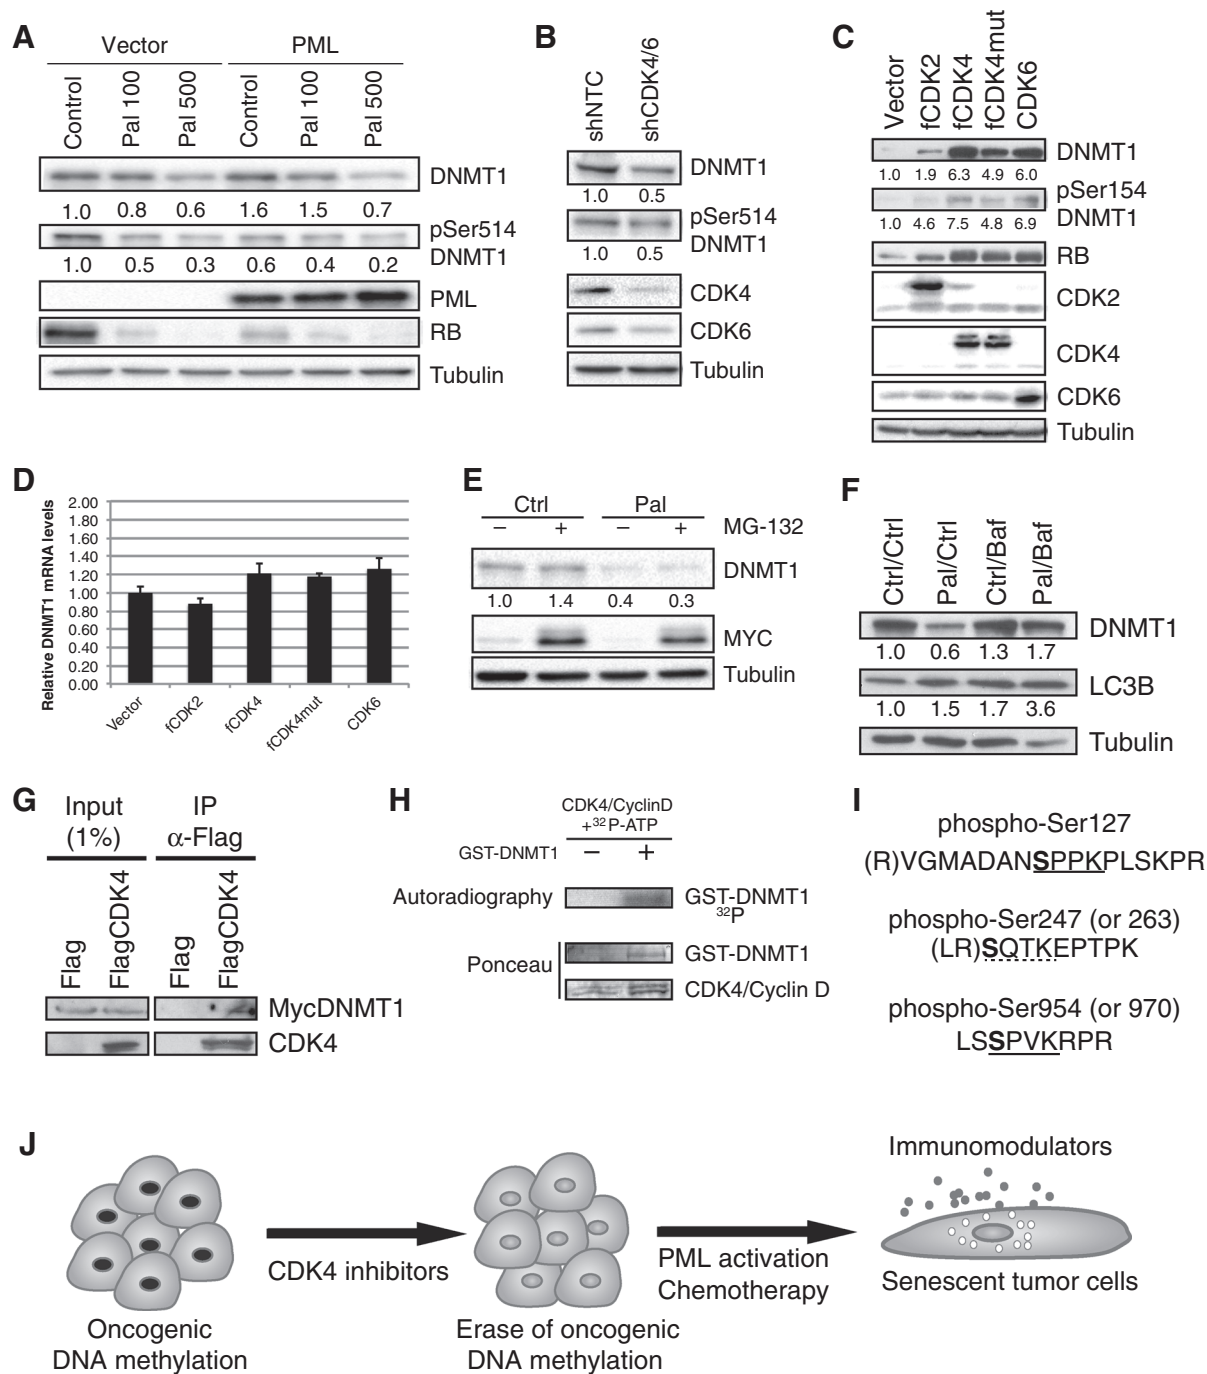 A
Vector PML
Control Pal 100 Pal 500 Control Pal 100 Pal 500
DNMT1
1.0 0.8 0.6 1.6 1.5 0.7
pSer514
DNMT1
1.0 0.5 0.3 0.6 0.4 0.2
PML
RB
Tubulin
B
shNTC shCDK4/6
DNMT1
1.0 0.5
pSer514
DNMT1
1.0 0.5
CDK4
CDK6
Tubulin
C
Vector fCDK2 fCDK4 fCDK4mut CDK6
DNMT1
1.0 1.9 6.3 4.9 6.0
pSer154
DNMT1
1.0 4.6 7.5 4.8 6.9
RB
CDK2
CDK4
CDK6
Tubulin
D
Relative DNMT1 mRNA levels
2.00
1.80
1.60
1.40
1.20
1.00
0.80
0.60
0.40
0.20
0.00
Vector fCDK2 fCDK4 fCDK4mut CDK6
E
Ctrl Pal
− + − + MG-132
DNMT1
1.0 1.4 0.4 0.3
MYC
Tubulin
F
Ctrl/Ctrl Pal/Ctrl Ctrl/Baf Pal/Baf
DNMT1
1.0 0.6 1.3 1.7
LC3B
1.0 1.5 1.7 3.6
Tubulin
G
Input IP
(1%) α-Flag
Flag FlagCDK4 Flag FlagCDK4
MycDNMT1
CDK4
H
CDK4/CyclinD
+32P-ATP
GST-DNMT1 − +
Autoradiography GST-DNMT1
32P
Ponceau
GST-DNMT1
CDK4/Cyclin D
I
phospho-Ser127
(R)VGMADANSPPKPLSKPR
phospho-Ser247 (or 263)
(LR)SQTKEPTPK
phospho-Ser954 (or 970)
LSSPVKRPR
J
Oncogenic
DNA methylation
CDK4 inhibitors
Erase of oncogenic
DNA methylation
PML activation
Chemotherapy
Immunomodulators
Senescent tumor cells